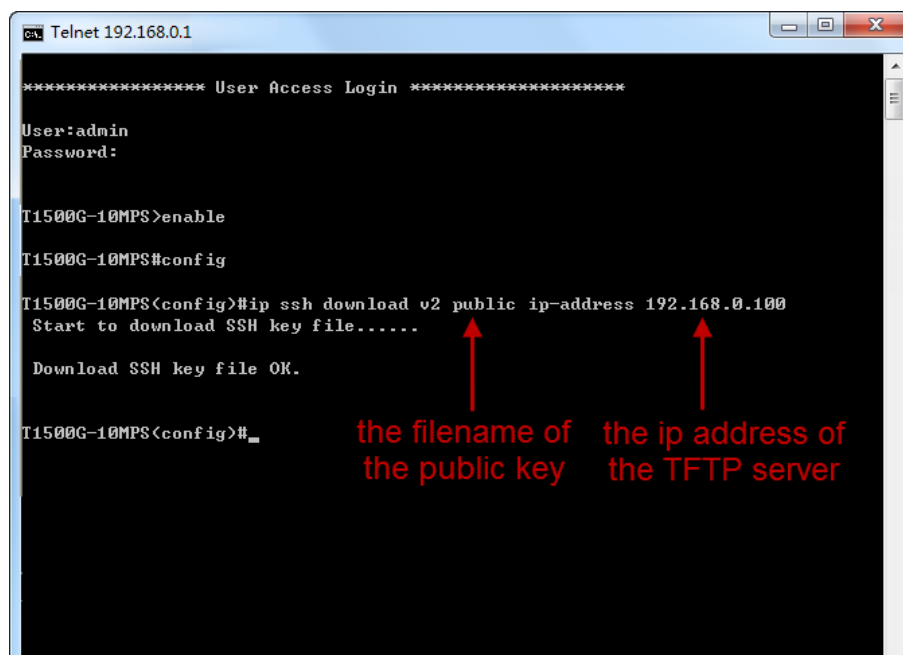 Telnet 192.168.0.1
***************** User Access Login ********************
User:admin
Password:
T1500G-10MPS>enable
T1500G-10MPS#config
T1500G-10MPS(config)#ip ssh download v2 public ip-address 192.168.0.100
Start to download SSH key file......
Download SSH key file OK.
T1500G-10MPS(config)#_
the filename of
the public key
the ip address of
the TFTP server